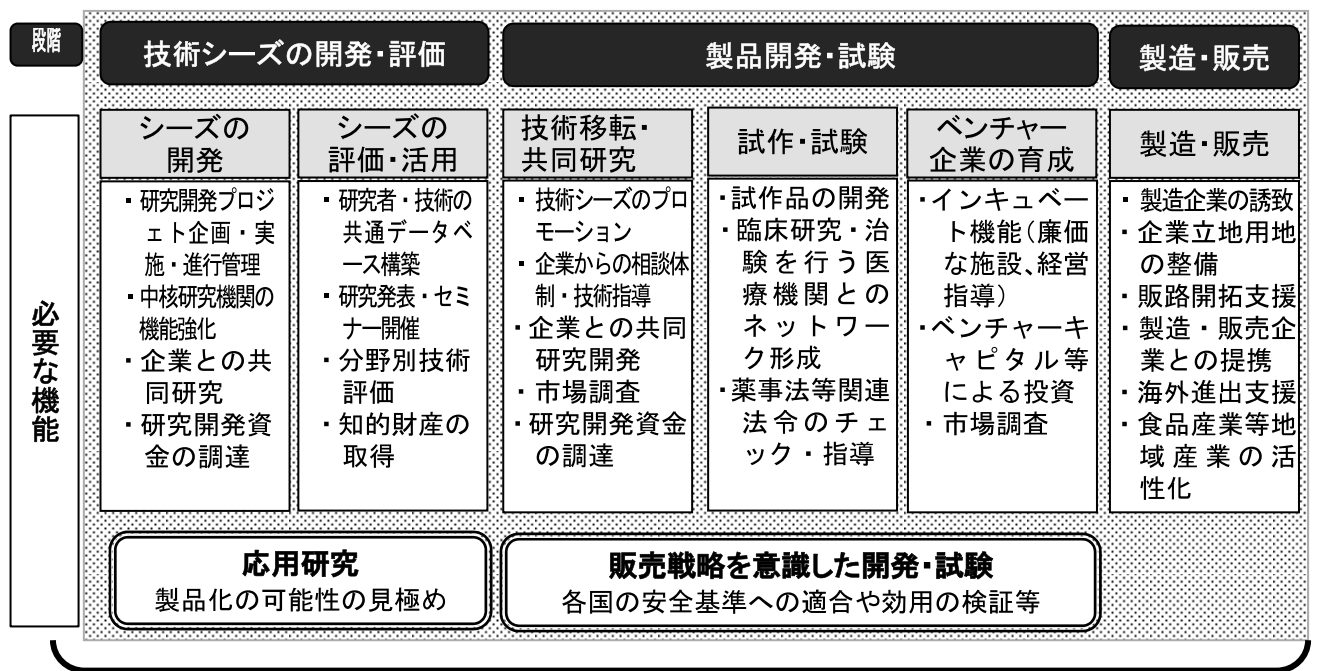 段階
技術シーズの開発・評価
製品開発・試験
製造・販売
必要な機能
シーズの
開発
・研究開発プロジ
ェト企画・実
施・進行管理
・中核研究機関の
機能強化
・企業との共
同研究
・研究開発資
金の調達
シーズの
評価・活用
・研究者・技術の
共通データベ
ース構築
・研究発表・セミ
ナー開催
・分野別技術
評価
・知的財産の
取得
技術移転・
共同研究
・技術シーズのプロ
モーション
・企業からの相談体
制・技術指導
・企業との共同
研究開発
・市場調査
・研究開発資金
の調達
試作・試験
・試作品の開発
・臨床研究・治
験を行う医
療機関との
ネットワー
ク形成
・薬事法等関連
法令のチェ
ック・指導
ベンチャー
企業の育成
・インキュベー
ト機能(廉価
な施設、経営
指導)
・ベンチャーキ
ャピタル等
による投資
・市場調査
製造・販売
・製造企業の誘致
・企業立地用地
の整備
・販路開拓支援
・製造・販売企
業との提携
・海外進出支援
・食品産業等地
域産業の活
性化
応用研究
製品化の可能性の見極め
販売戦略を意識した開発・試験
各国の安全基準への適合や効用の検証等